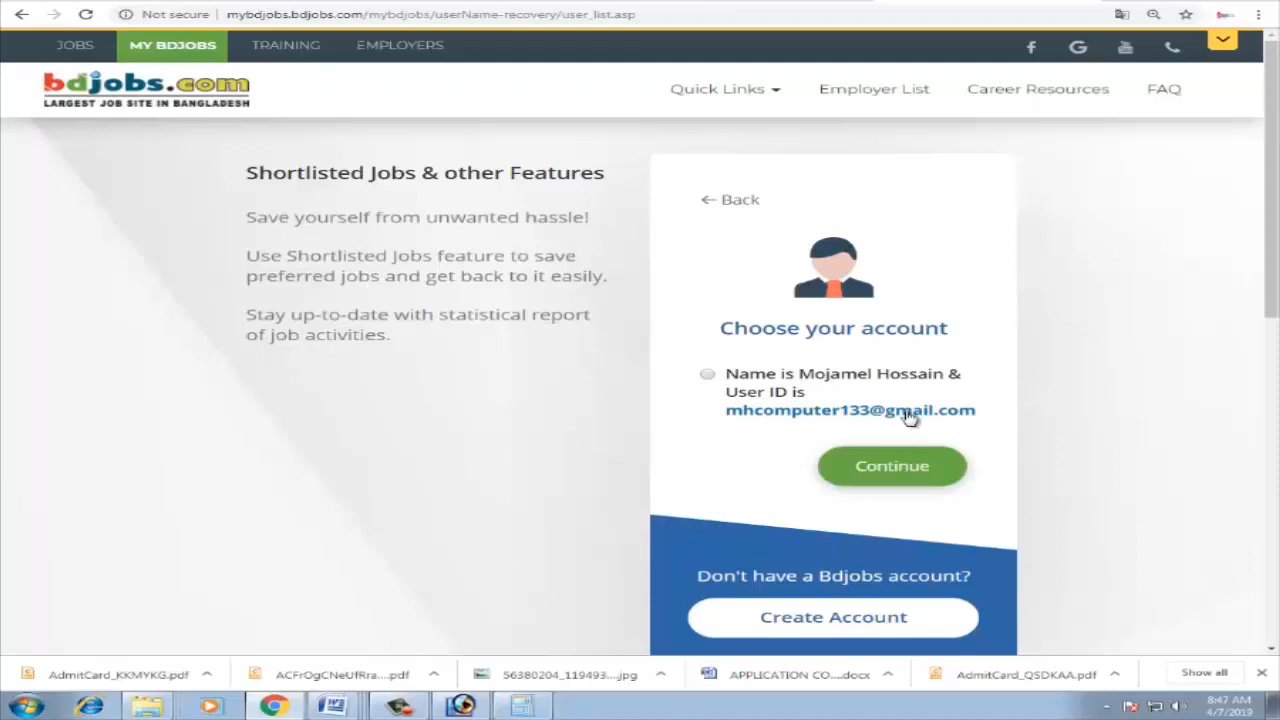 Not secure | mybdjobs.bdjobs.com/mybdjobs/userName-recovery/user_list.asp
JOBS MY BDJOBS TRAINING EMPLOYERS
bdjobs.com
LARGEST JOB SITE IN BANGLADESH
Quick Links Employer List Career Resources FAQ
Shortlisted Jobs & other Features
Save yourself from unwanted hassle!
Use Shortlisted Jobs feature to save
preferred jobs and get back to it easily.
Stay up-to-date with statistical report
of job activities.
← Back
Choose your account
Name is Mojamel Hossain &
User ID is
mhcomputer133@gmail.com
Continue
Don't have a Bdjobs account?
Create Account
AdmitCard_KKMYKG.pdf ACFrOgCNeUfRra....pdf 56380204_119493....jpg APPLICATION CO....docx AdmitCard_QSDKAA.pdf Show all
8:47 AM
4/7/2019